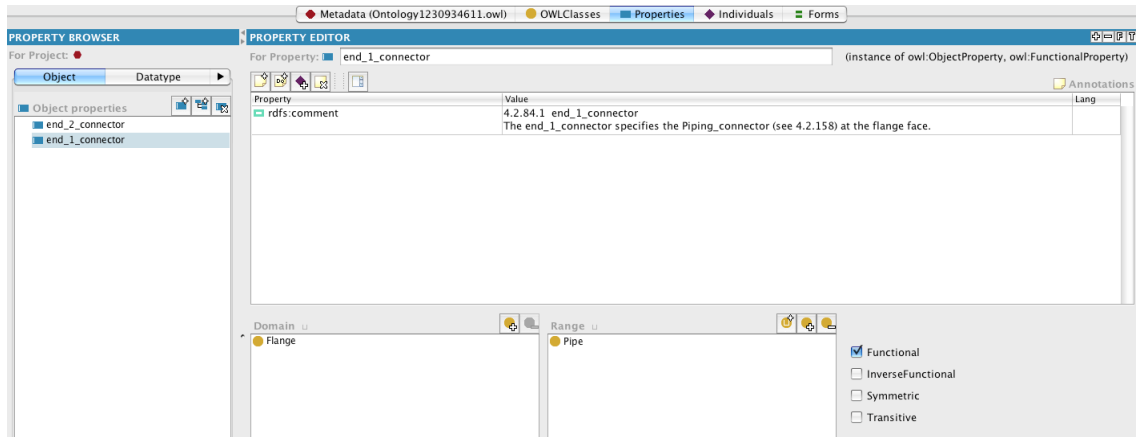 Metadata (Ontology1230934611.owl) OWLClasses Properties Individuals Forms
PROPERTY BROWSER
For Project:
Object Datatype
Object properties
end_2_connector
end_1_connector
PROPERTY EDITOR
For Property: end_1_connector (instance of owl:ObjectProperty, owl:FunctionalProperty)
Annotations
Property Value Lang
rdfs:comment 4.2.84.1 end_1_connector
The end_1_connector specifies the Piping_connector (see 4.2.158) at the flange face.
Domain ⊔
Flange
Range ⊔
Pipe
Functional
InverseFunctional
Symmetric
Transitive